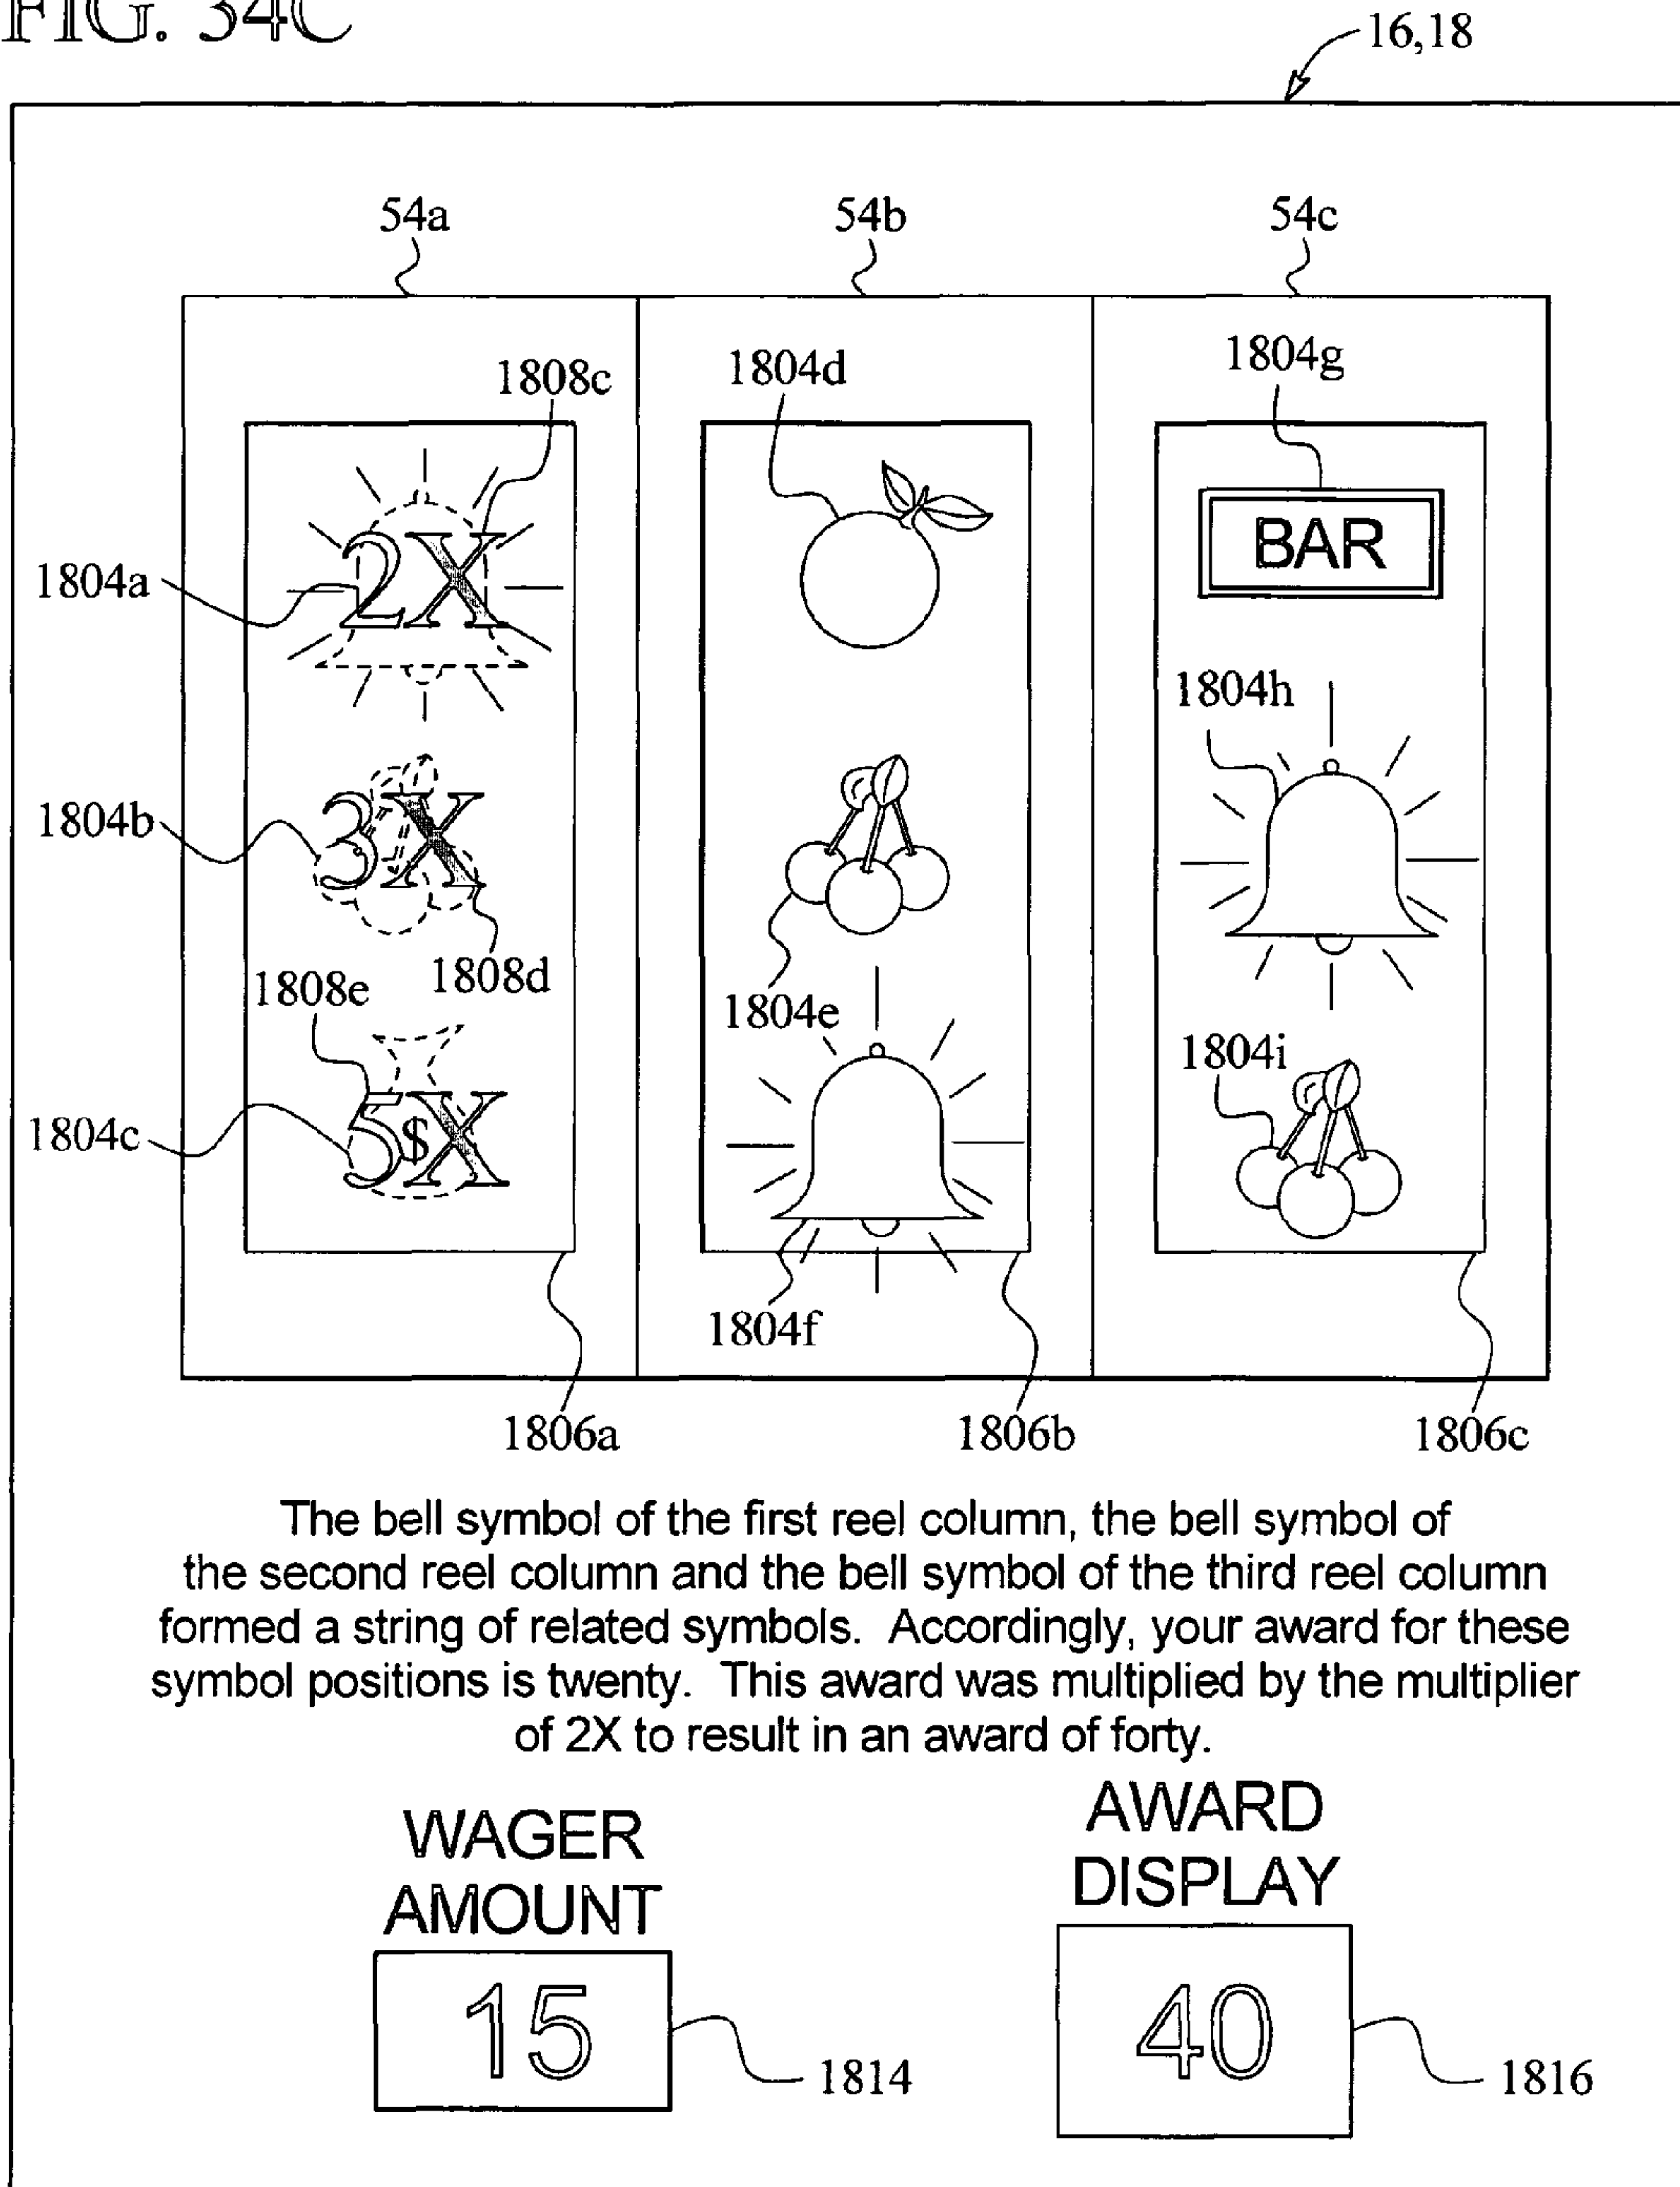 FIG. 34C
16,18
54a
54b
54c
1808c
1804d
1804g
2X
BAR
1804a
1804h
3X
1804b
1808d
1808e
1804e
1804i
5$X
1804c
1804f
1806a
1806b
1806c
The bell symbol of the first reel column, the bell symbol of
the second reel column and the bell symbol of the third reel column
formed a string of related symbols. Accordingly, your award for these
symbol positions is twenty. This award was multiplied by the multiplier
of 2X to result in an award of forty.
WAGER
AMOUNT
15
1814
AWARD
DISPLAY
40
1816